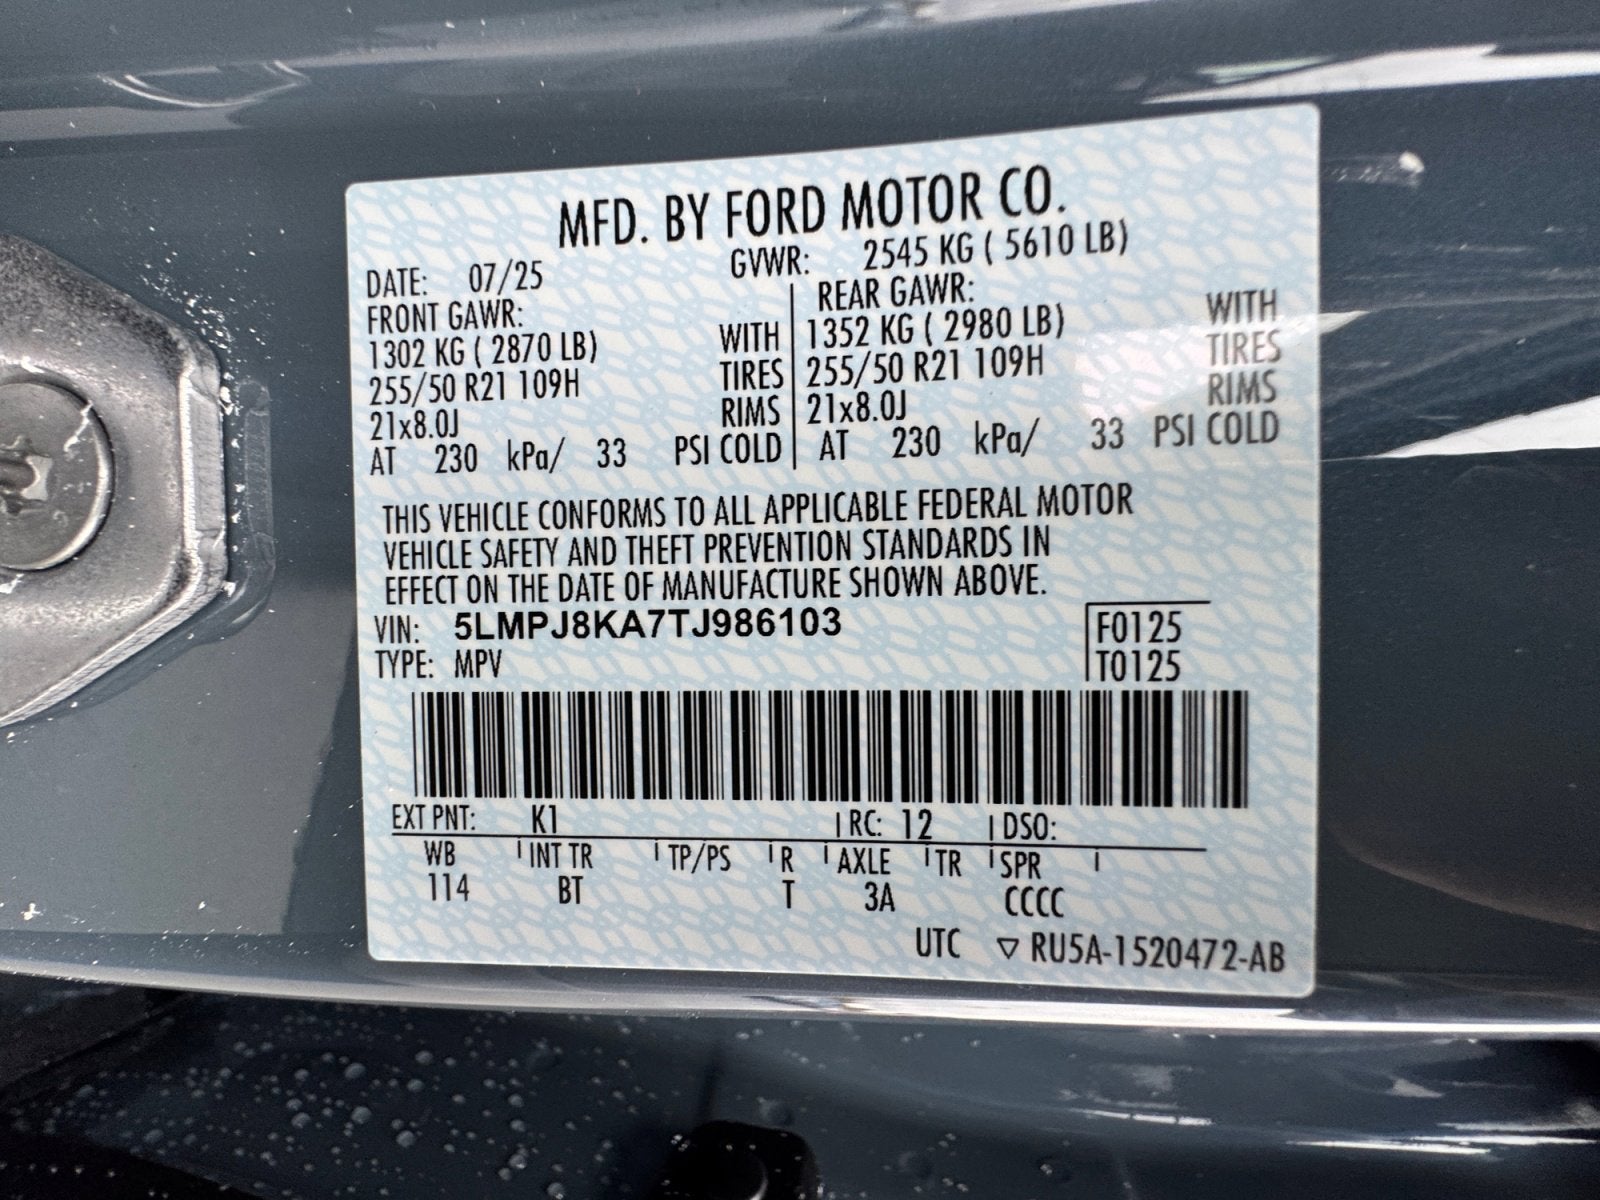 MFD. BY FORD MOTOR CO.
DATE: 07/25 GVWR: 2545 KG ( 5610 LB)
FRONT GAWR: REAR GAWR:
1302 KG ( 2870 LB) WITH 1352 KG ( 2980 LB) WITH
255/50 R21 109H TIRES 255/50 R21 109H TIRES
21x8.0J RIMS 21x8.0J RIMS
AT 230 kPa/ 33 PSI COLD AT 230 kPa/ 33 PSI COLD
THIS VEHICLE CONFORMS TO ALL APPLICABLE FEDERAL MOTOR
VEHICLE SAFETY AND THEFT PREVENTION STANDARDS IN
EFFECT ON THE DATE OF MANUFACTURE SHOWN ABOVE.
VIN: 5LMPJ8KA7TJ986103 F0125
TYPE: MPV T0125
EXT PNT: K1 RC: 12 DSO:
WB INT TR TP/PS R AXLE TR SPR
114 BT T 3A CCCC
UTC ▽ RU5A-1520472-AB